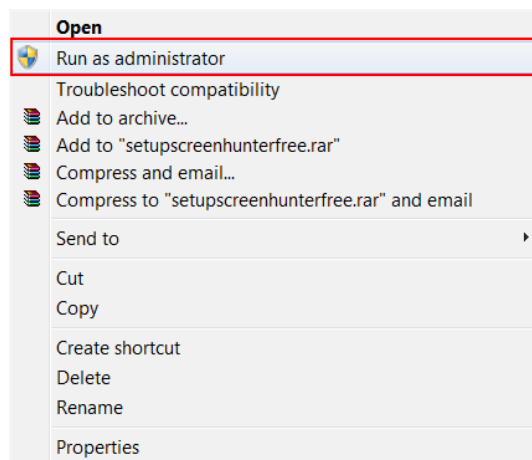 Open
Run as administrator
Troubleshoot compatibility
Add to archive...
Add to "setupscreenhunterfree.rar"
Compress and email...
Compress to "setupscreenhunterfree.rar" and email
Send to
Cut
Copy
Create shortcut
Delete
Rename
Properties